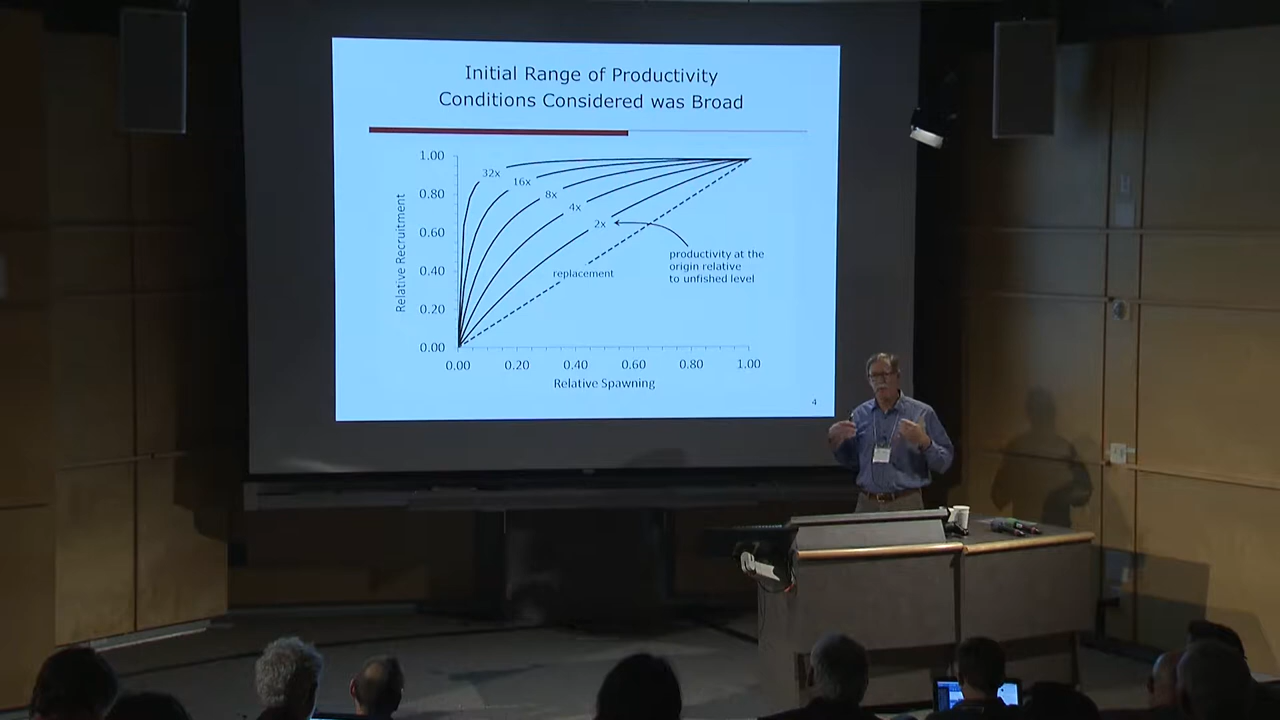 Initial Range of Productivity
Conditions Considered was Broad
1.00
0.80
0.60
0.40
0.20
0.00
Relative Recruitment
32x
16x
8x
4x
2x
replacement
productivity at the
origin relative
to unfished level
0.00 0.20 0.40 0.60 0.80 1.00
Relative Spawning
4